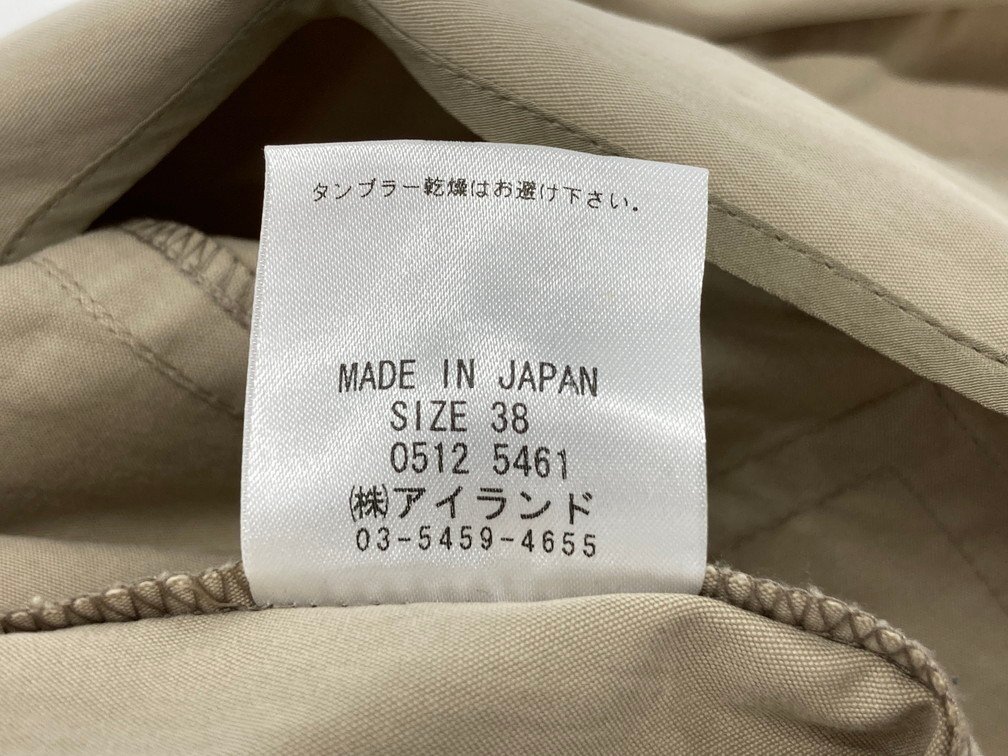 タンブラー乾燥はお避け下さい.
MADE IN JAPAN
SIZE 38
0512 5461
㈱アイランド
03-5459-4655